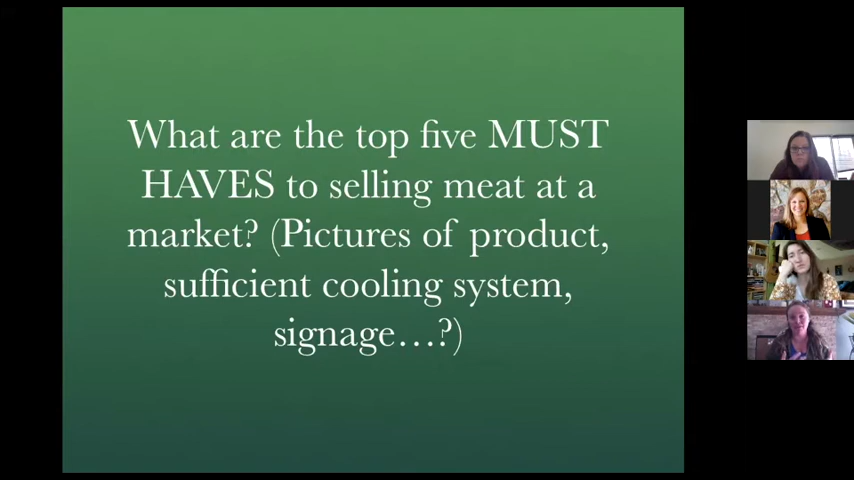 What are the top five MUST
HAVES to selling meat at a
market? (Pictures of product,
sufficient cooling system,
signage…?)